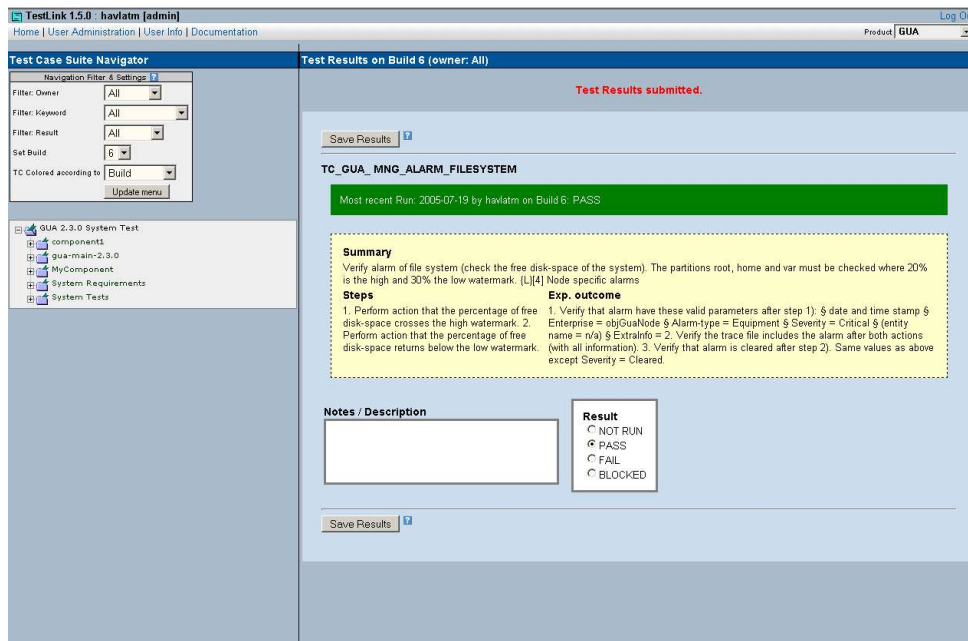 TestLink 1.5.0 : havlatm [admin]
Log Ou
Home | User Administration | User Info | Documentation
Product GUA
Test Case Suite Navigator
Navigation Filter & Settings ?
Filter: Owner All
Filter: Keyword All
Filter: Result All
Set Build 6
TC Colored according to Build
Update menu
GUA 2.3.0 System Test
component1
gua-main-2.3.0
MyComponent
System Requirements
System Tests
Test Results on Build 6 (owner: All)
Test Results submitted.
Save Results ?
TC_GUA_ MNG_ALARM_FILESYSTEM
Most recent Run: 2005-07-19 by havlatm on Build 6: PASS
Summary
Verify alarm of file system (check the free disk-space of the system). The partitions root, home and var must be checked where 20%
is the high and 30% the low watermark. {L}[4] Node specific alarms
Steps
1. Perform action that the percentage of free
disk-space crosses the high watermark. 2.
Perform action that the percentage of free
disk-space returns below the low watermark.
Exp. outcome
1. Verify that alarm have these valid parameters after step 1): § date and time stamp §
Enterprise = objGuaNode § Alarm-type = Equipment § Severity = Critical § (entity
name = n/a) § ExtraInfo = 2. Verify the trace file includes the alarm after both actions
(with all information). 3. Verify that alarm is cleared after step 2). Same values as above
except Severity = Cleared.
Notes / Description
Result
NOT RUN
PASS
FAIL
BLOCKED
Save Results ?